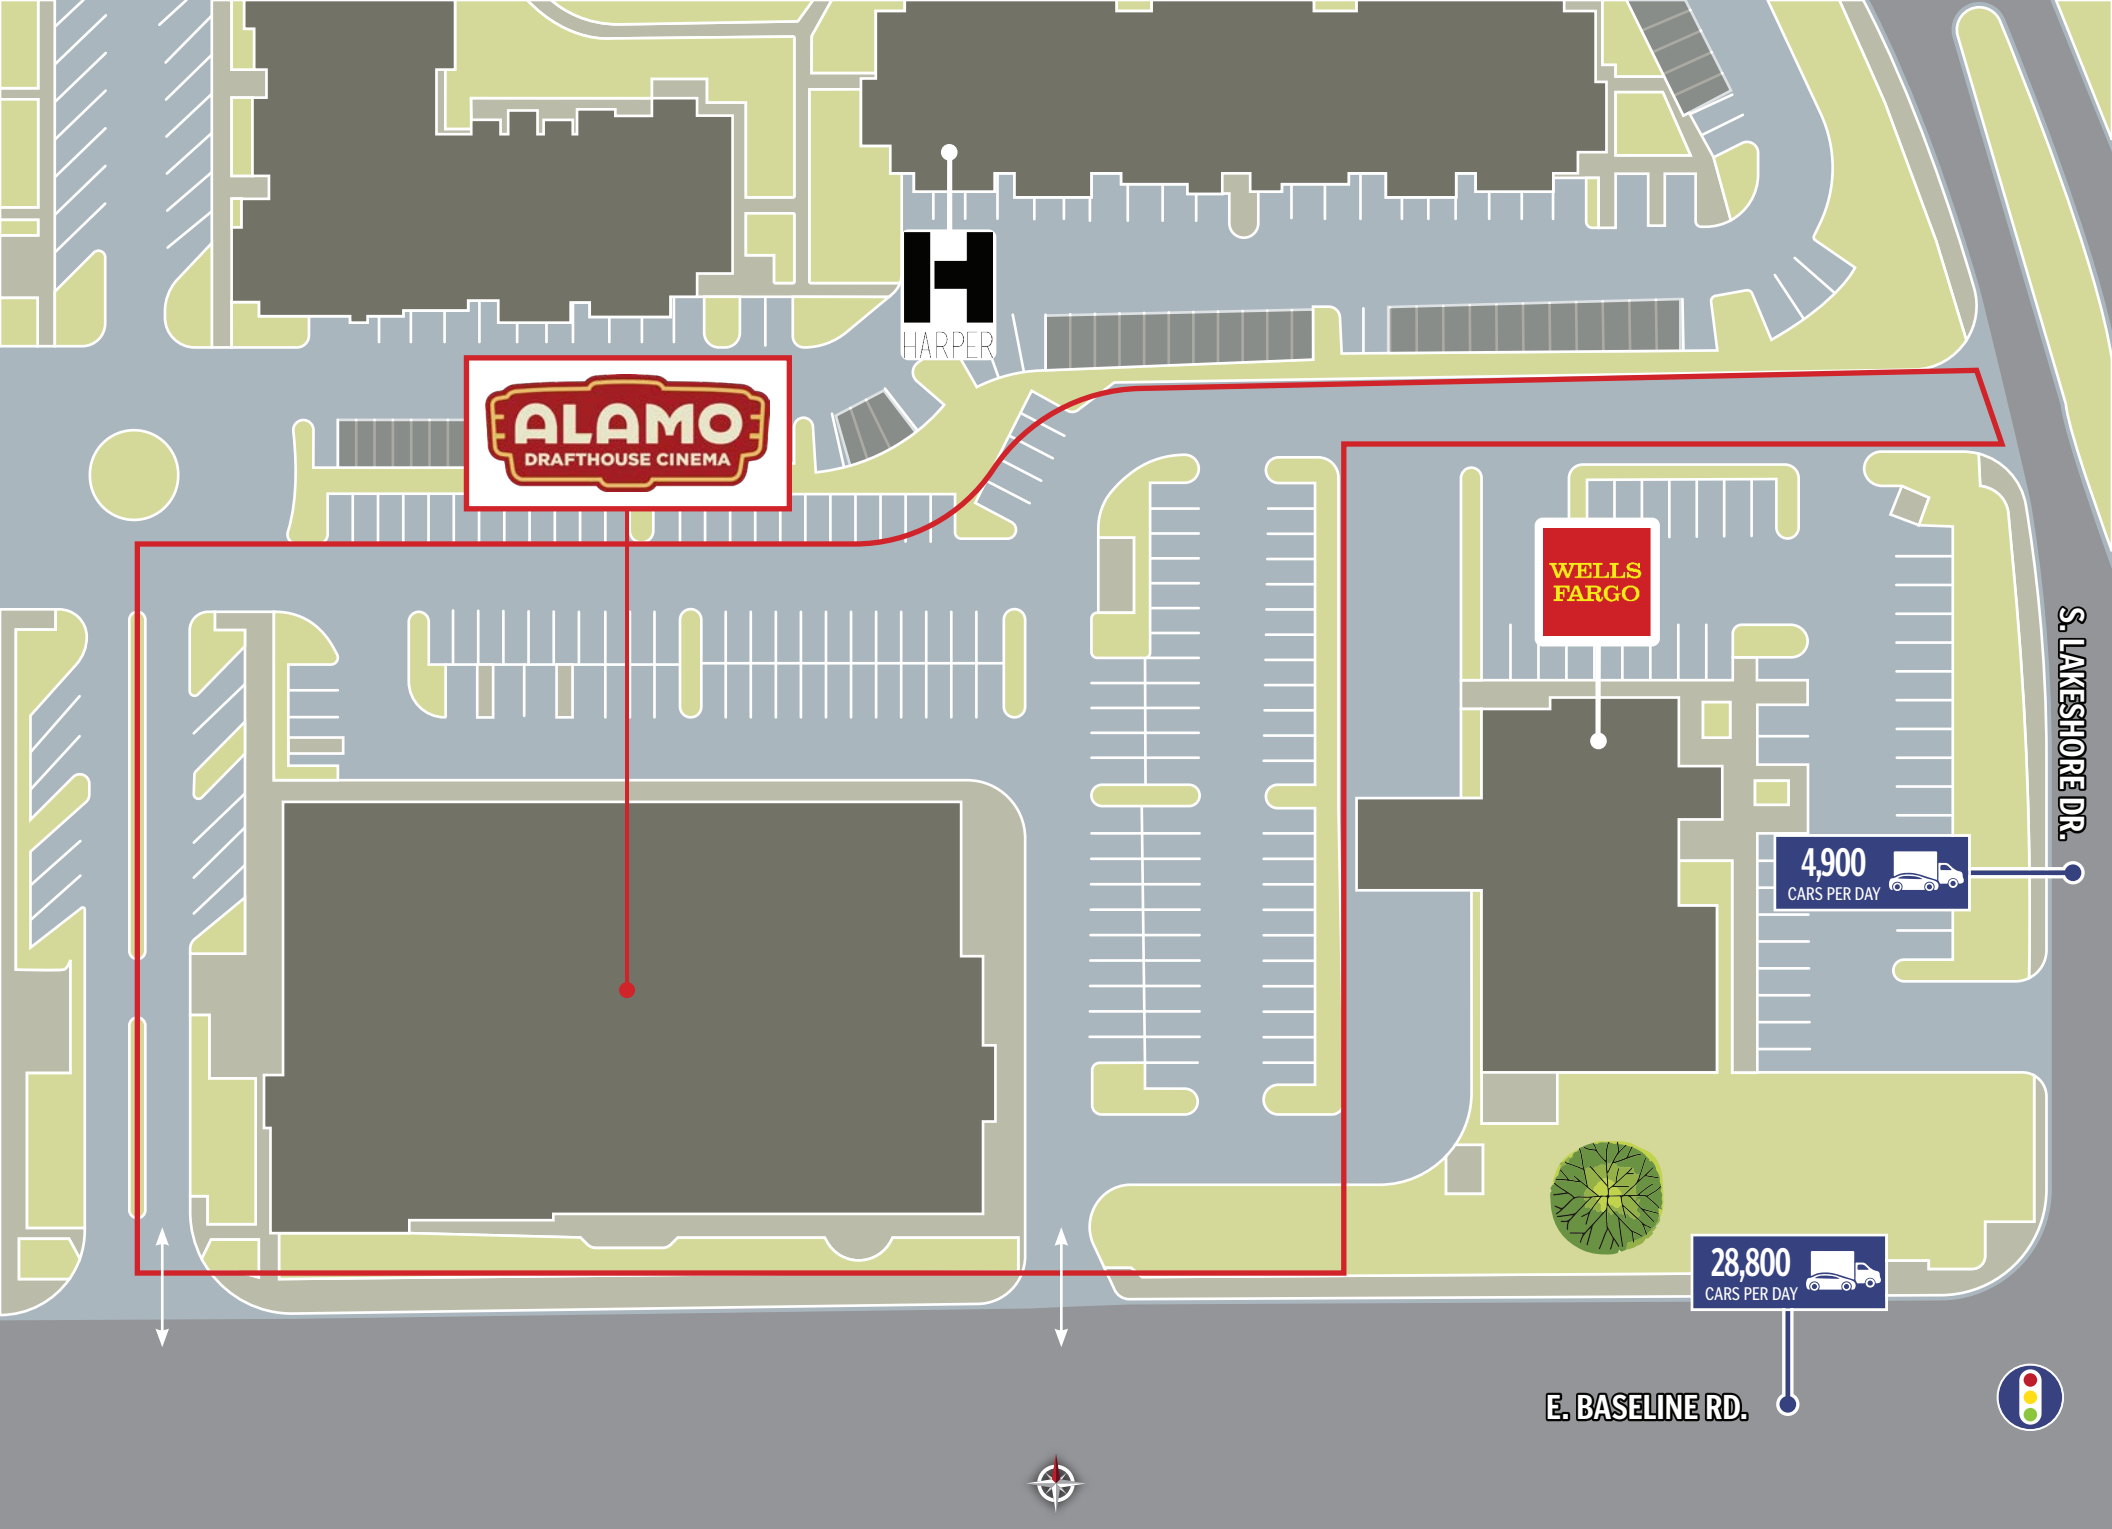 HARPER
ALAMO
DRAFTHOUSE CINEMA
WELLS
FARGO
S. LAKESHORE DR.
4,900
CARS PER DAY
28,800
CARS PER DAY
E. BASELINE RD.